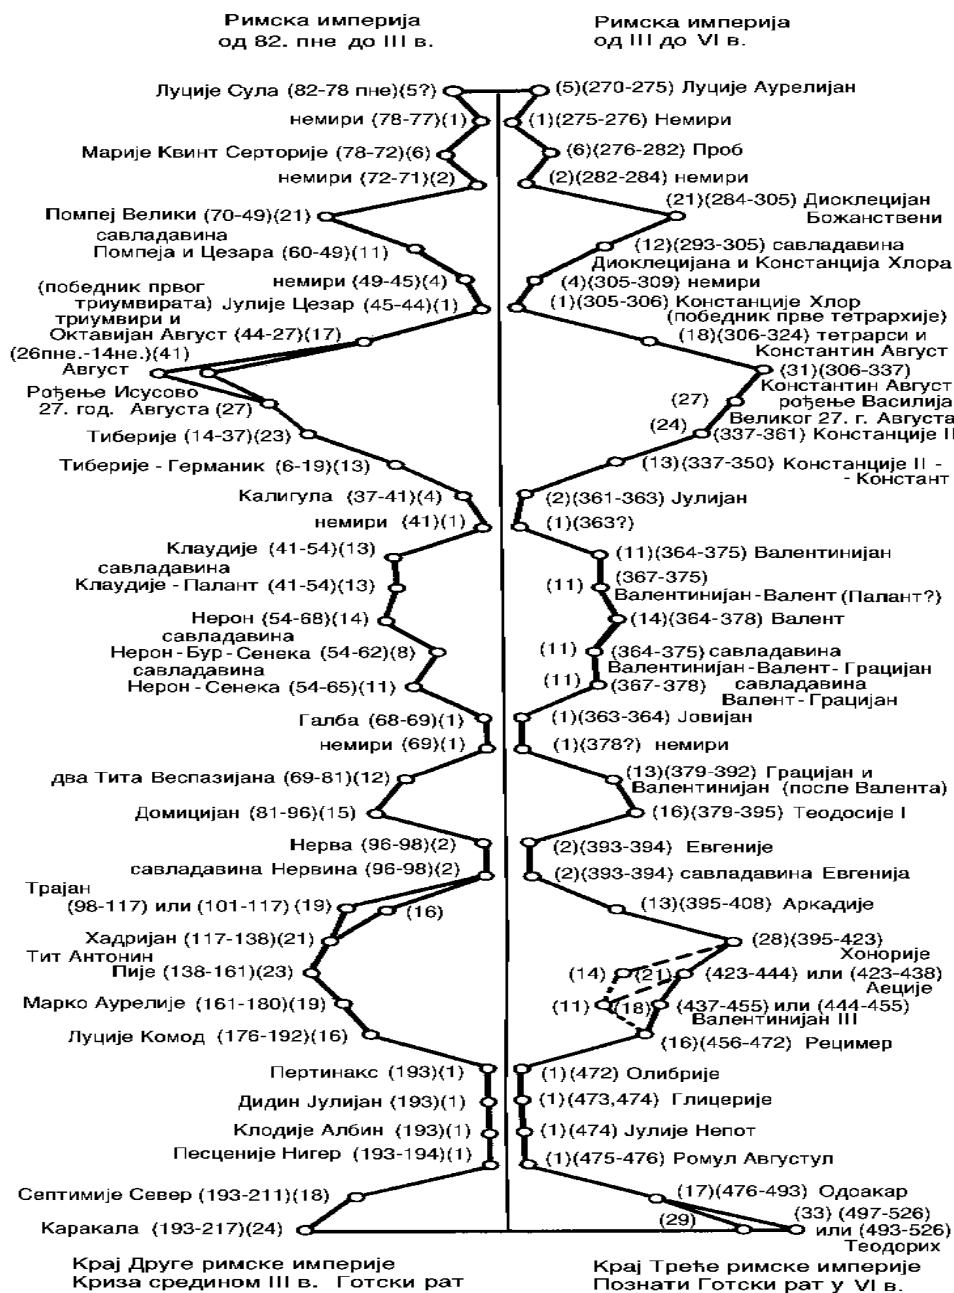 Римска империја
од 82. пне до III в.
Луције Сула (82-78 пне)(5?)
немири (78-77)(1)
Марије Квинт Серторије (78-72)(6)
немири (72-71)(2)
Помпеј Велики (70-49)(21)
савладавина
Помпеја и Цезара (60-49)(11)
немири (49-45)(4)
(победник првог
триумвирата) Јулије Цезар (45-44)(1)
триумвири и
Октавијан Август (44-27)(17)
(26пне.-14не.)(41)
Август
Рођење Исусово
27. год. Августа (27)
Тиберије (14-37)(23)
Тиберије - Германик (6-19)(13)
Калигула (37-41)(4)
немири (41)(1)
Клаудије (41-54)(13)
савладавина
Клаудије - Палант (41-54)(13)
Нерон (54-68)(14)
савладавина
Нерон-Бур-Сенека (54-62)(8)
савладавина
Нерон-Сенека (54-65)(11)
Галба (68-69)(1)
немири (69)(1)
два Тита Веспазијана (69-81)(12)
Домицијан (81-96)(15)
Нерва (96-98)(2)
савладавина Нервина (96-98)(2)
Трајан
(98-117) или (101-117) (19)
(16)
Хадријан (117-138)(21)
Тит Антонин
Пије (138-161)(23)
Марко Аурелије (161-180)(19)
Луције Комод (176-192)(16)
Пертинакс (193)(1)
Дидин Јулијан (193)(1)
Клодије Албин (193)(1)
Песценије Нигер (193-194)(1)
Септимије Север (193-211)(18)
Каракала (193-217)(24)
Крај Друге римске империје
Криза средином III в. Готски рат
Римска империја
од III до VI в.
(5)(270-275) Луције Аурелијан
(1)(275-276) Немири
(6)(276-282) Проб
(2)(282-284) немири
(21)(284-305) Диоклецијан
Божанствени
(12)(293-305) савладавина
Диоклецијана и Констанција Хлора
(4)(305-309) немири
(1)(305-306) Констанције Хлор
(победник прве тетрархије)
(18)(306-324) тетрарси и
Константин Август
(31)(306-337)
Константин Август
(27) рођење Василија
Великог 27. г. Августа
(24)
(337-361) Констанције II
(13)(337-350) Констанције II -
- Констант
(2)(361-363) Јулијан
(1)(363?)
(11)(364-375) Валентинијан
(367-375)
(11) Валентинијан-Валент (Палант?)
(14)(364-378) Валент
(11) (364-375) савладавина
Валентинијан-Валент-Грацијан
(11) (367-378) савладавина
Валент-Грацијан
(1)(363-364) Јовијан
(1)(378?) немири
(13)(379-392) Грацијан и
Валентинијан (после Валента)
(16)(379-395) Теодосије I
(2)(393-394) Евгеније
(2)(393-394) савладавина Евгенија
(13)(395-408) Аркадије
(28)(395-423)
Хонорије
(14) (21) (423-444) или (423-438)
Аеције
(11) (18) (437-455) или (444-455)
Валентинијан III
(16)(456-472) Рецимер
(1)(472) Олибрије
(1)(473,474) Глицерије
(1)(474) Јулије Непот
(1)(475-476) Ромул Августул
(17)(476-493) Одоакар
(33) (497-526)
(29) или (493-526)
Теодорих
Крај Треће римске империје
Познати Готски рат у VI в.